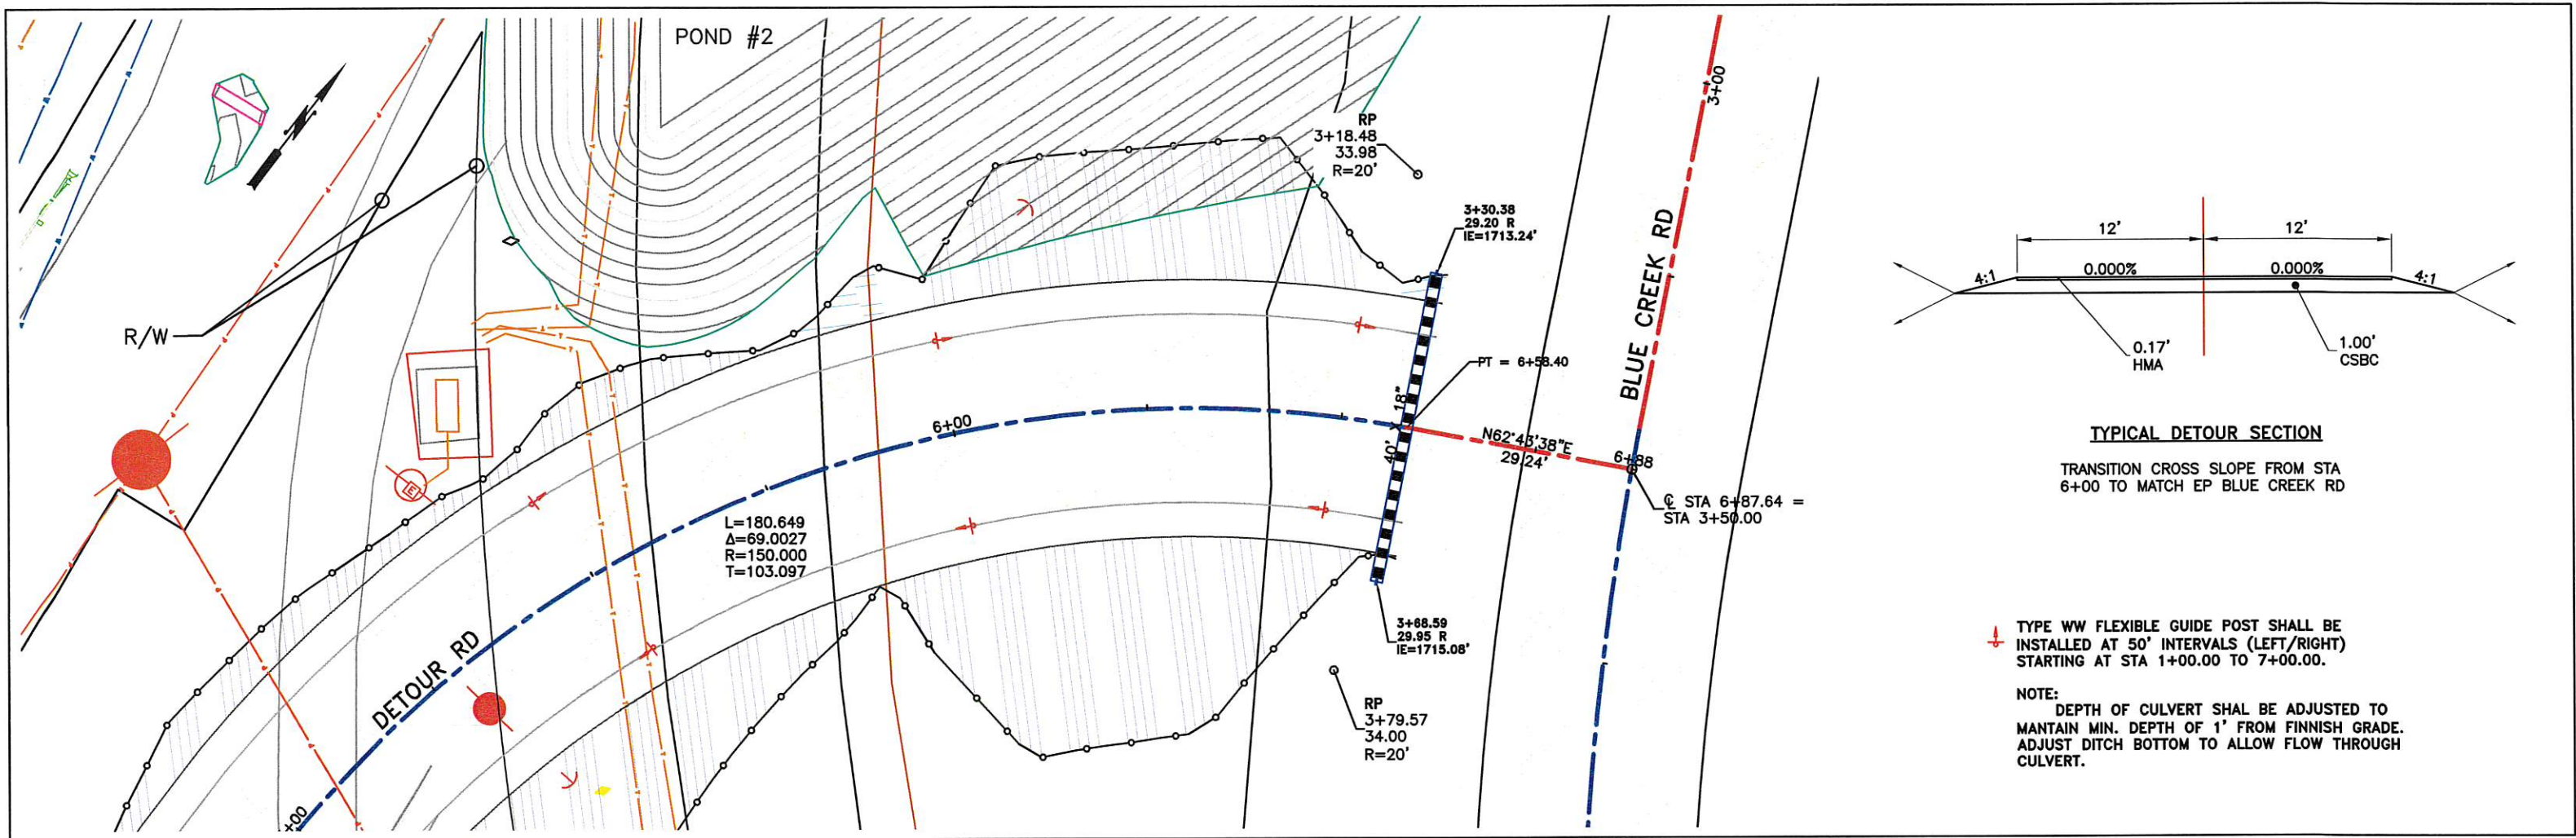 POND #2
R/W
RP
3+18.48
33.98
R=20'
3+30.38
29.20 R
IE=1713.24'
3+00
BLUE CREEK RD
PT = 6+58.40
6+00
40' X 18"
N62°43'38"E
29.24'
6+88
℄ STA 6+87.64 =
STA 3+50.00
L=180.649
Δ=69.0027
R=150.000
T=103.097
DETOUR RD
+00
E
3+68.59
29.95 R
IE=1715.08'
RP
3+79.57
34.00
R=20'
12' 12'
4:1 0.000% 0.000% 4:1
0.17'
HMA
1.00'
CSBC
TYPICAL DETOUR SECTION
TRANSITION CROSS SLOPE FROM STA
6+00 TO MATCH EP BLUE CREEK RD
TYPE WW FLEXIBLE GUIDE POST SHALL BE
INSTALLED AT 50' INTERVALS (LEFT/RIGHT)
STARTING AT STA 1+00.00 TO 7+00.00.
NOTE:
DEPTH OF CULVERT SHAL BE ADJUSTED TO
MANTAIN MIN. DEPTH OF 1' FROM FINNISH GRADE.
ADJUST DITCH BOTTOM TO ALLOW FLOW THROUGH
CULVERT.